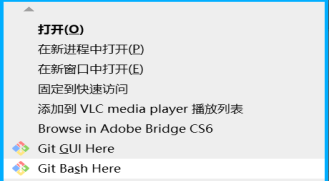 打开(O)
在新进程中打开(P)
在新窗口中打开(E)
固定到快速访问
添加到 VLC media player 播放列表
Browse in Adobe Bridge CS6
Git GUI Here
Git Bash Here